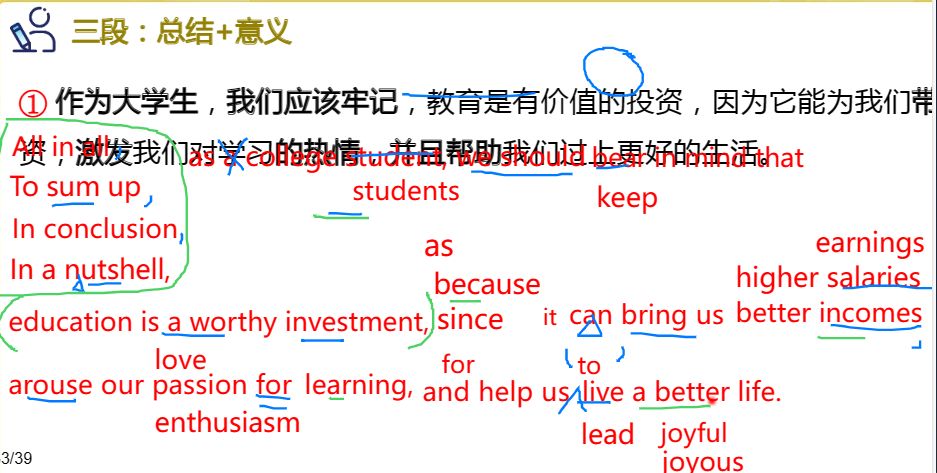 三段：总结+意义
① 作为大学生，我们应该牢记，教育是有价值的投资，因为它能为我们带
资，激发我们对学习的热情，并且帮助我们过上更好的生活。
All in all,
as a college student, we should bear in mind that
To sum up,
students
keep
In conclusion,
as
earnings
In a nutshell,
because
higher salaries
education is a worthy investment, since it can bring us better incomes
love
for
to
arouse our passion for learning, and help us live a better life.
enthusiasm
lead
joyful
joyous
3/39